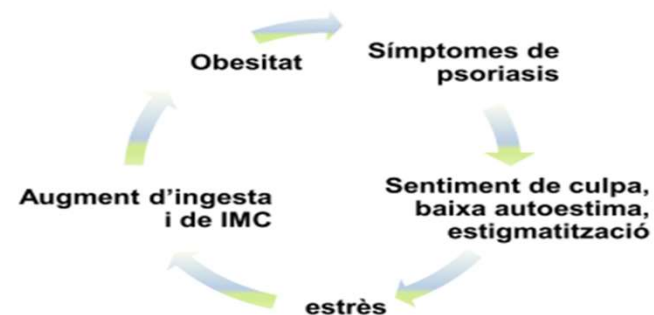 Obesitat
Símptomes de
psoriasis
Sentiment de culpa,
baixa autoestima,
estigmatització
estrès
Augment d'ingesta
i de IMC